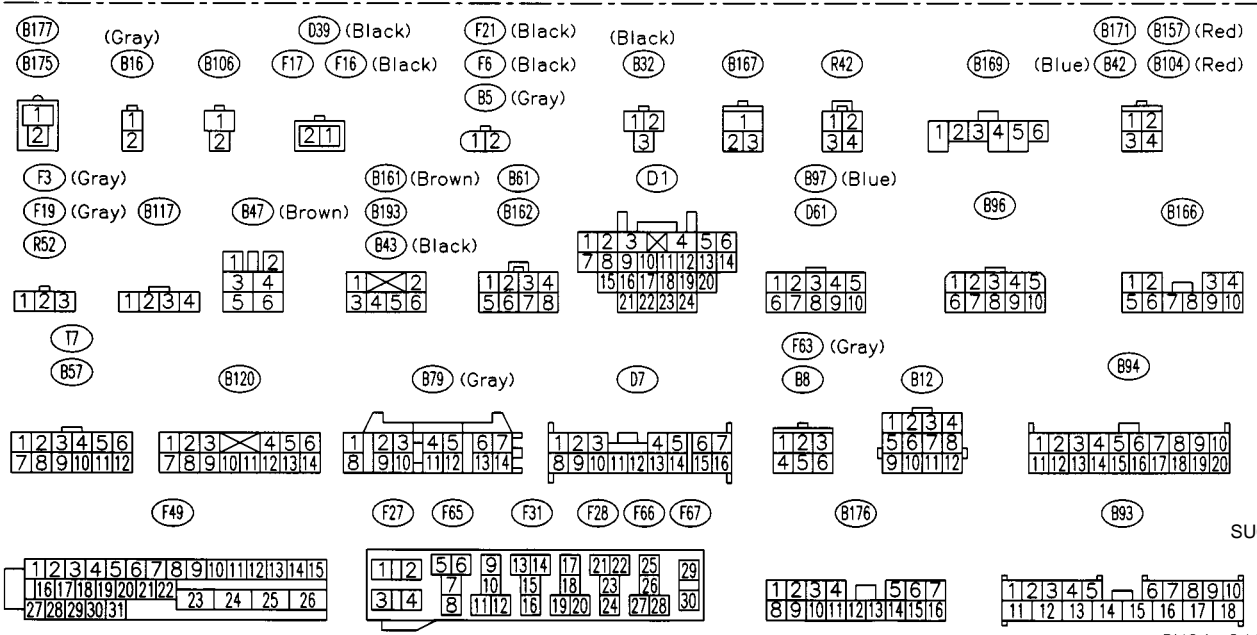 B177 (Gray) D39 (Black) F21 (Black) (Black) B171 B157 (Red)
B175 B16 B106 F17 F16 (Black) F6 (Black) B32 B167 R42 B169 (Blue) B42 B104 (Red)
B5 (Gray)
1 2
1 2
1 2
2 1
1 2
1 2 3
1 2 3
1 2 3 4
1 2 3 4 5 6
1 2 3 4
F3 (Gray) B161 (Brown) B61 D1 B97 (Blue)
F19 (Gray) B117 B47 (Brown) B193 B162 D61 B96 B166
R52 B43 (Black)
1 2 3
1 2 3 4
1 2 3 4 5 6
1 2 3 4 5 6
1 2 3 4 5 6 7 8
1 2 3 4 5 6 7 8 9 10 11 12 13 14 15 16 17 18 19 20 21 22 23 24
1 2 3 4 5 6 7 8 9 10
1 2 3 4 5 6 7 8 9 10
1 2 3 4 5 6 7 8 9 10
T7 F63 (Gray)
B57 B120 B79 (Gray) D7 B8 B12 B94
1 2 3 4 5 6 7 8 9 10 11 12
1 2 3 4 5 6 7 8 9 10 11 12 13 14
1 2 3 4 5 6 7 8 9 10 11 12 13 14
1 2 3 4 5 6 7 8 9 10 11 12 13 14 15 16
1 2 3 4 5 6
1 2 3 4 5 6 7 8 9 10 11 12
1 2 3 4 5 6 7 8 9 10 11 12 13 14 15 16 17 18 19 20
F49 F27 F65 F31 F28 F66 F67 B176 B93
SU
1 2 3 4 5 6 7 8 9 10 11 12 13 14 15 16 17 18 19 20 21 22 23 24 25 26 27 28 29 30 31
1 2 3 4 5 6 7 8 9 10 11 12 13 14 15 16 17 18 19 20 21 22 23 24 25 26 27 28 29 30
1 2 3 4 5 6 7 8 9 10 11 12 13 14 15 16
1 2 3 4 5 6 7 8 9 10 11 12 13 14 15 16 17 18